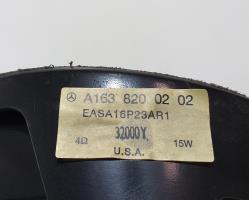 A163 820 02 02
EASA16P23AR1
32000Y
4Ω 15W
U.S.A.